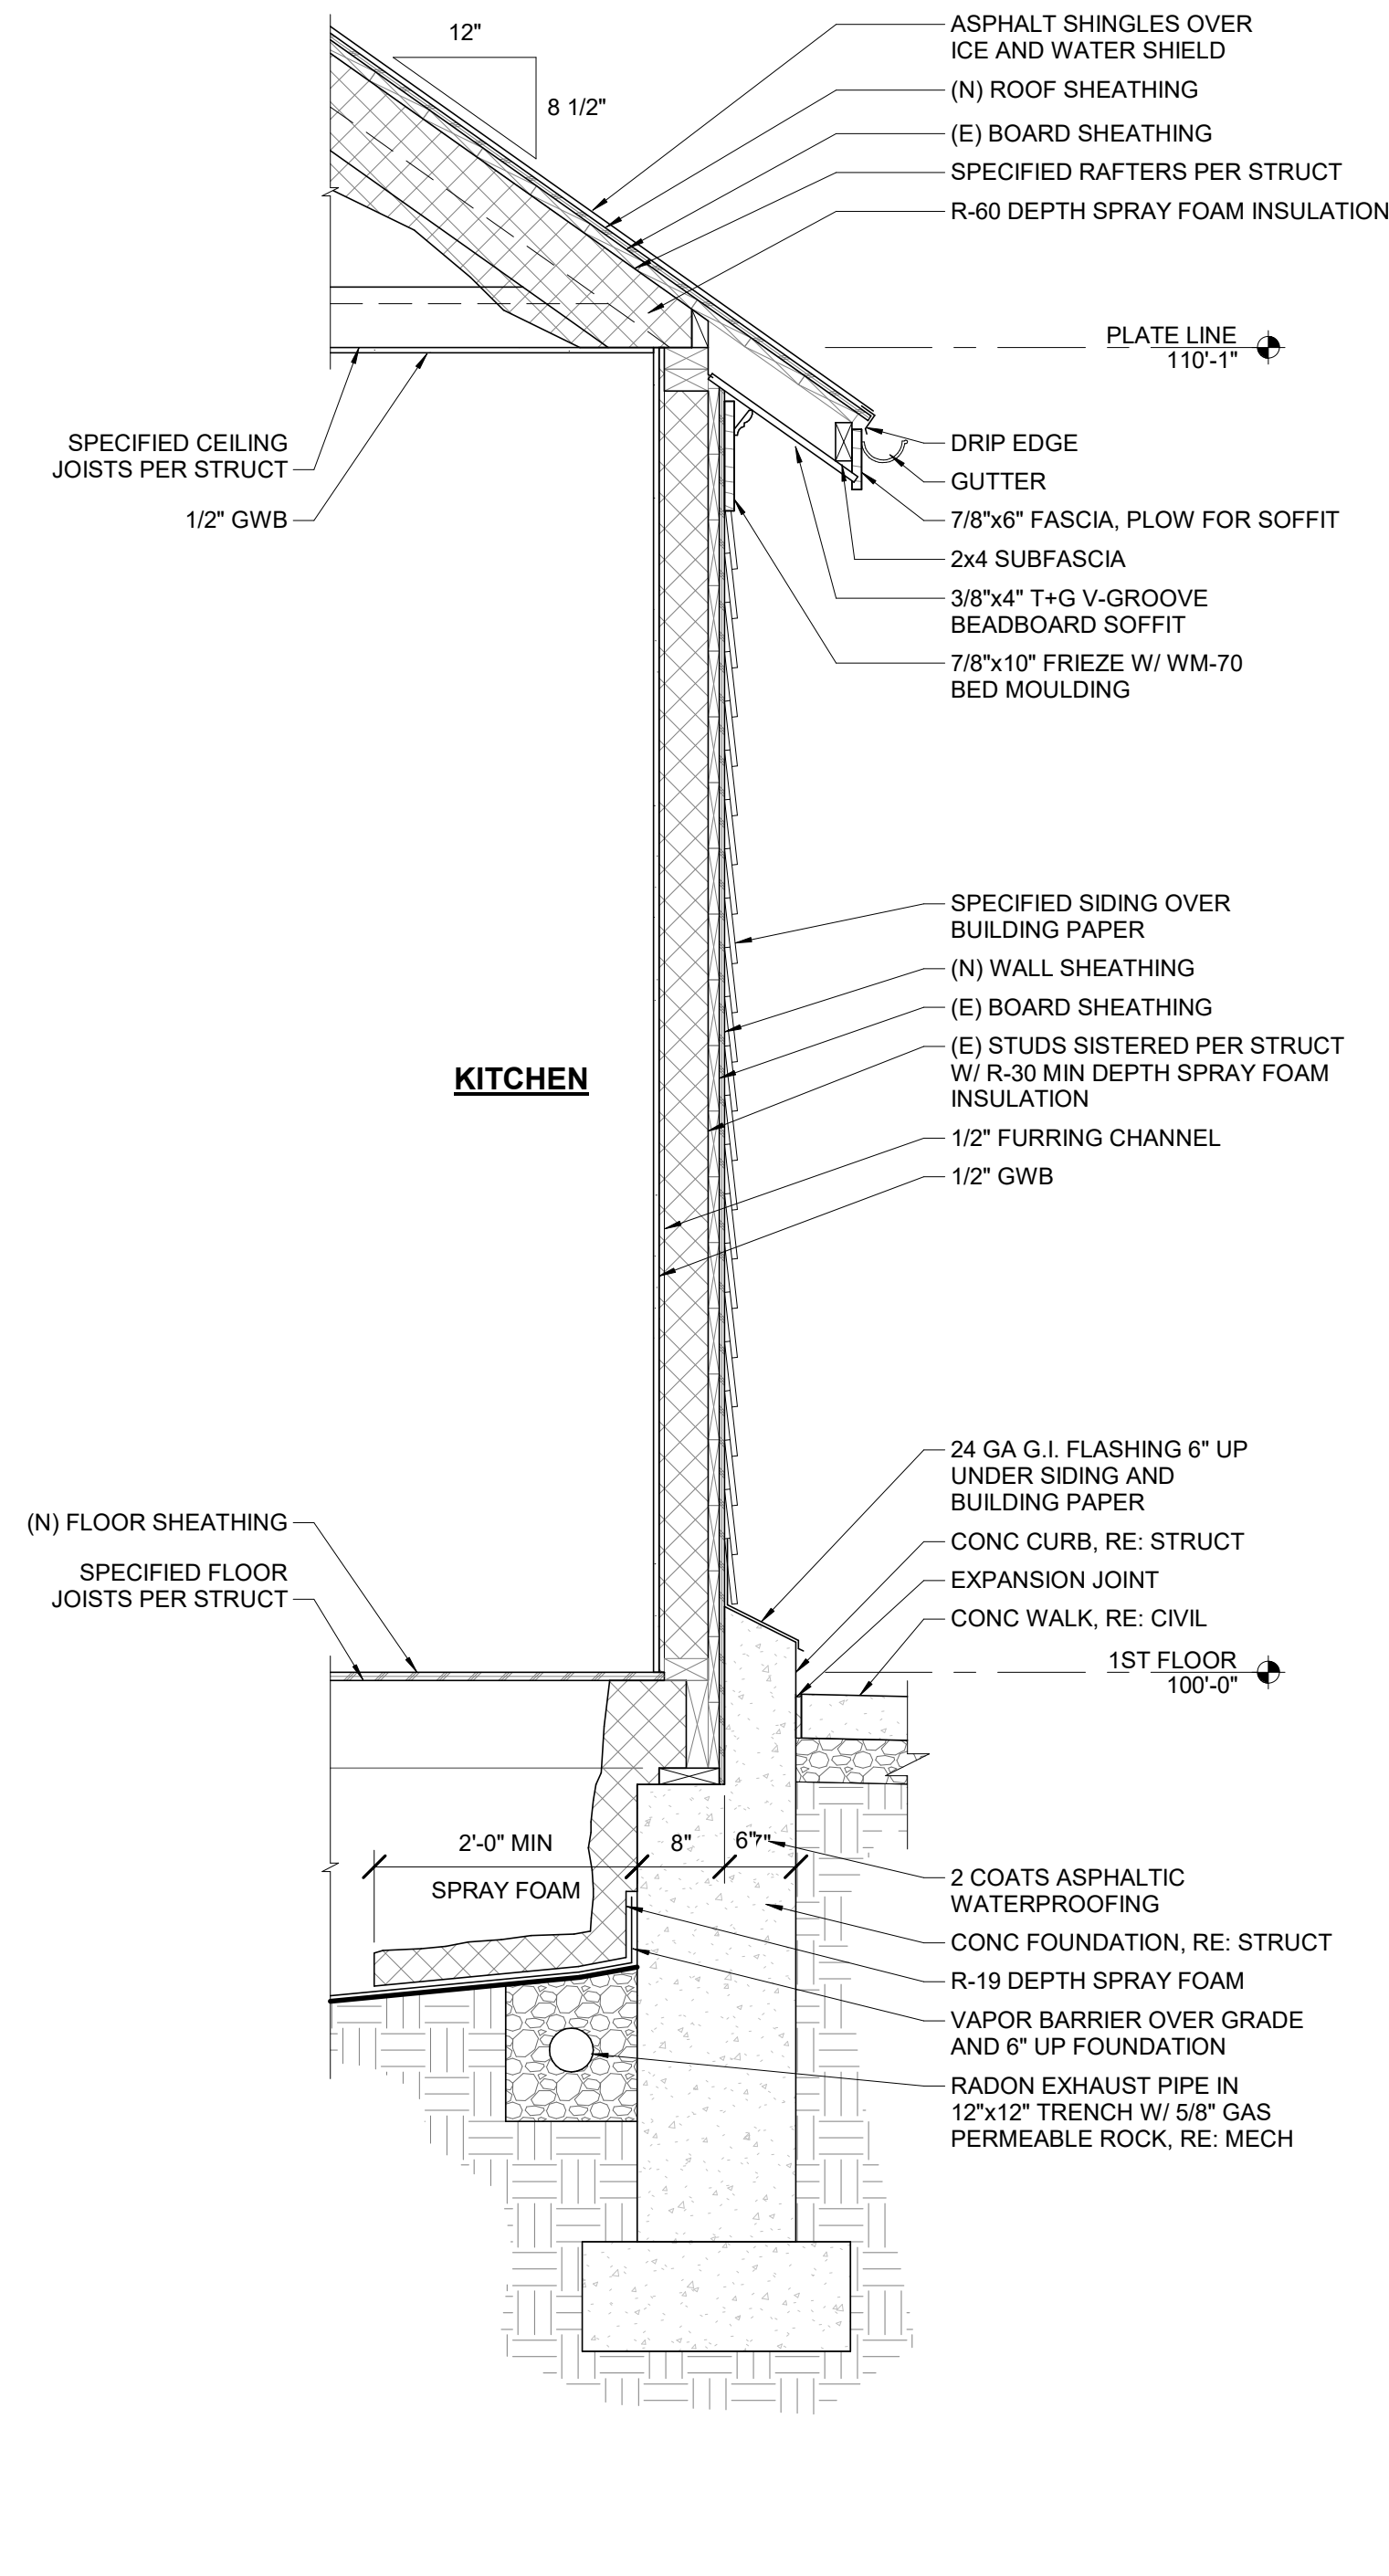 12"
8 1/2"
ASPHALT SHINGLES OVER
ICE AND WATER SHIELD
(N) ROOF SHEATHING
(E) BOARD SHEATHING
SPECIFIED RAFTERS PER STRUCT
R-60 DEPTH SPRAY FOAM INSULATION
PLATE LINE
110'-1"
SPECIFIED CEILING
JOISTS PER STRUCT
1/2" GWB
DRIP EDGE
GUTTER
7/8"x6" FASCIA, PLOW FOR SOFFIT
2x4 SUBFASCIA
3/8"x4" T+G V-GROOVE
BEADBOARD SOFFIT
7/8"x10" FRIEZE W/ WM-70
BED MOULDING
SPECIFIED SIDING OVER
BUILDING PAPER
(N) WALL SHEATHING
(E) BOARD SHEATHING
(E) STUDS SISTERED PER STRUCT
W/ R-30 MIN DEPTH SPRAY FOAM
INSULATION
1/2" FURRING CHANNEL
1/2" GWB
KITCHEN
24 GA G.I. FLASHING 6" UP
UNDER SIDING AND
BUILDING PAPER
CONC CURB, RE: STRUCT
EXPANSION JOINT
CONC WALK, RE: CIVIL
1ST FLOOR
100'-0"
(N) FLOOR SHEATHING
SPECIFIED FLOOR
JOISTS PER STRUCT
2'-0" MIN
SPRAY FOAM
8"
6"
7"
2 COATS ASPHALTIC
WATERPROOFING
CONC FOUNDATION, RE: STRUCT
R-19 DEPTH SPRAY FOAM
VAPOR BARRIER OVER GRADE
AND 6" UP FOUNDATION
RADON EXHAUST PIPE IN
12"x12" TRENCH W/ 5/8" GAS
PERMEABLE ROCK, RE: MECH